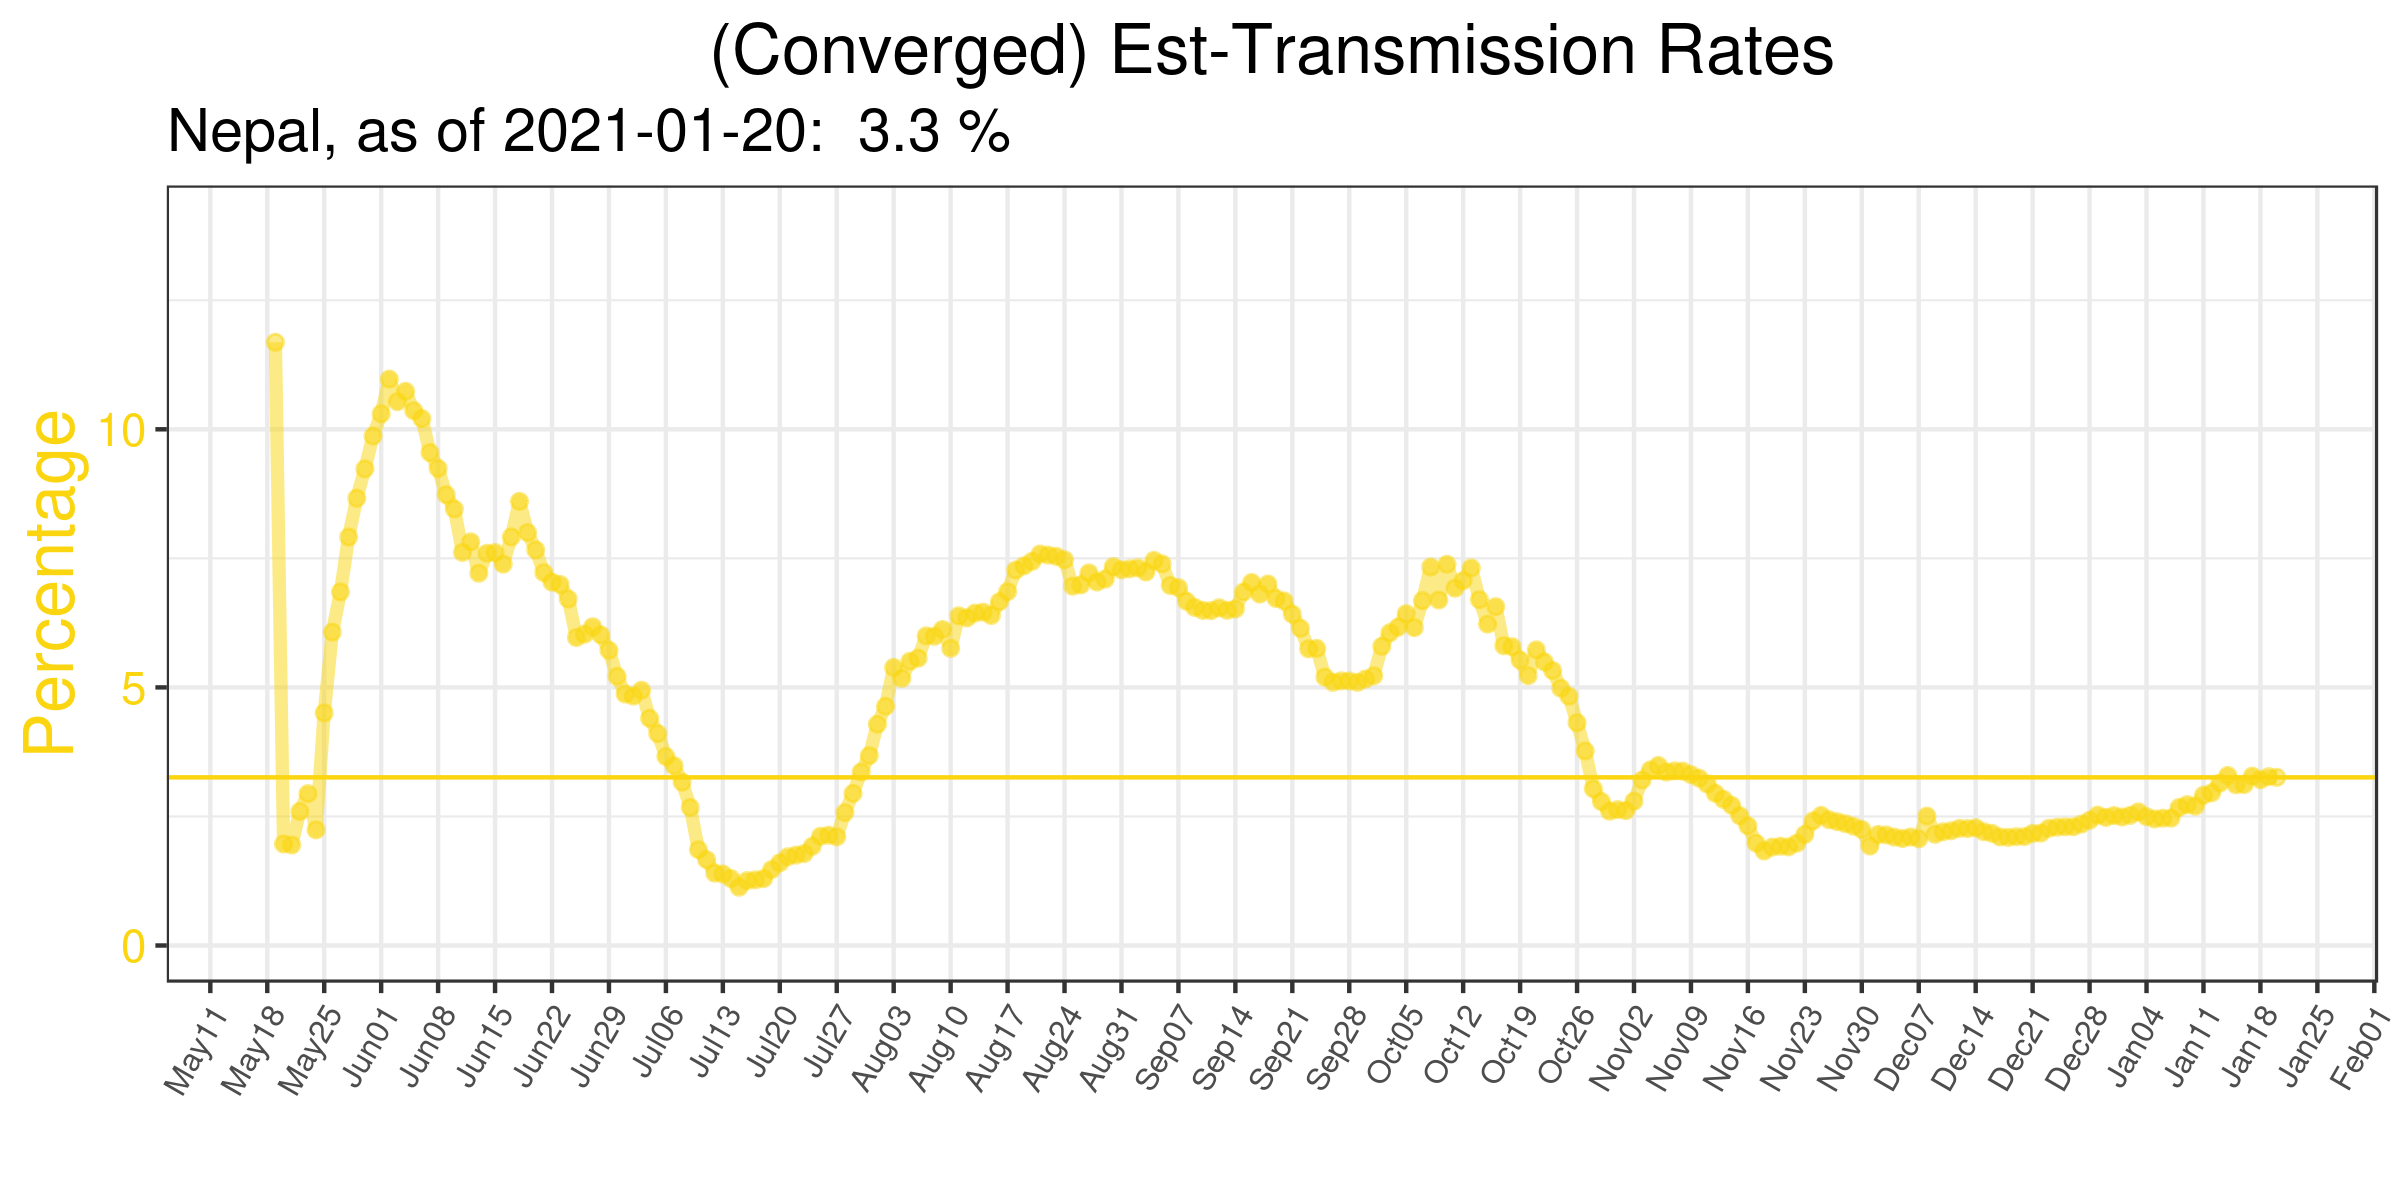 (Converged) Est-Transmission Rates
Nepal, as of 2021-01-20:  3.3 %
Percentage
10
5
0
May11
May18
May25
Jun01
Jun08
Jun15
Jun22
Jun29
Jul06
Jul13
Jul20
Jul27
Aug03
Aug10
Aug17
Aug24
Aug31
Sep07
Sep14
Sep21
Sep28
Oct05
Oct12
Oct19
Oct26
Nov02
Nov09
Nov16
Nov23
Nov30
Dec07
Dec14
Dec21
Dec28
Jan04
Jan11
Jan18
Jan25
Feb01